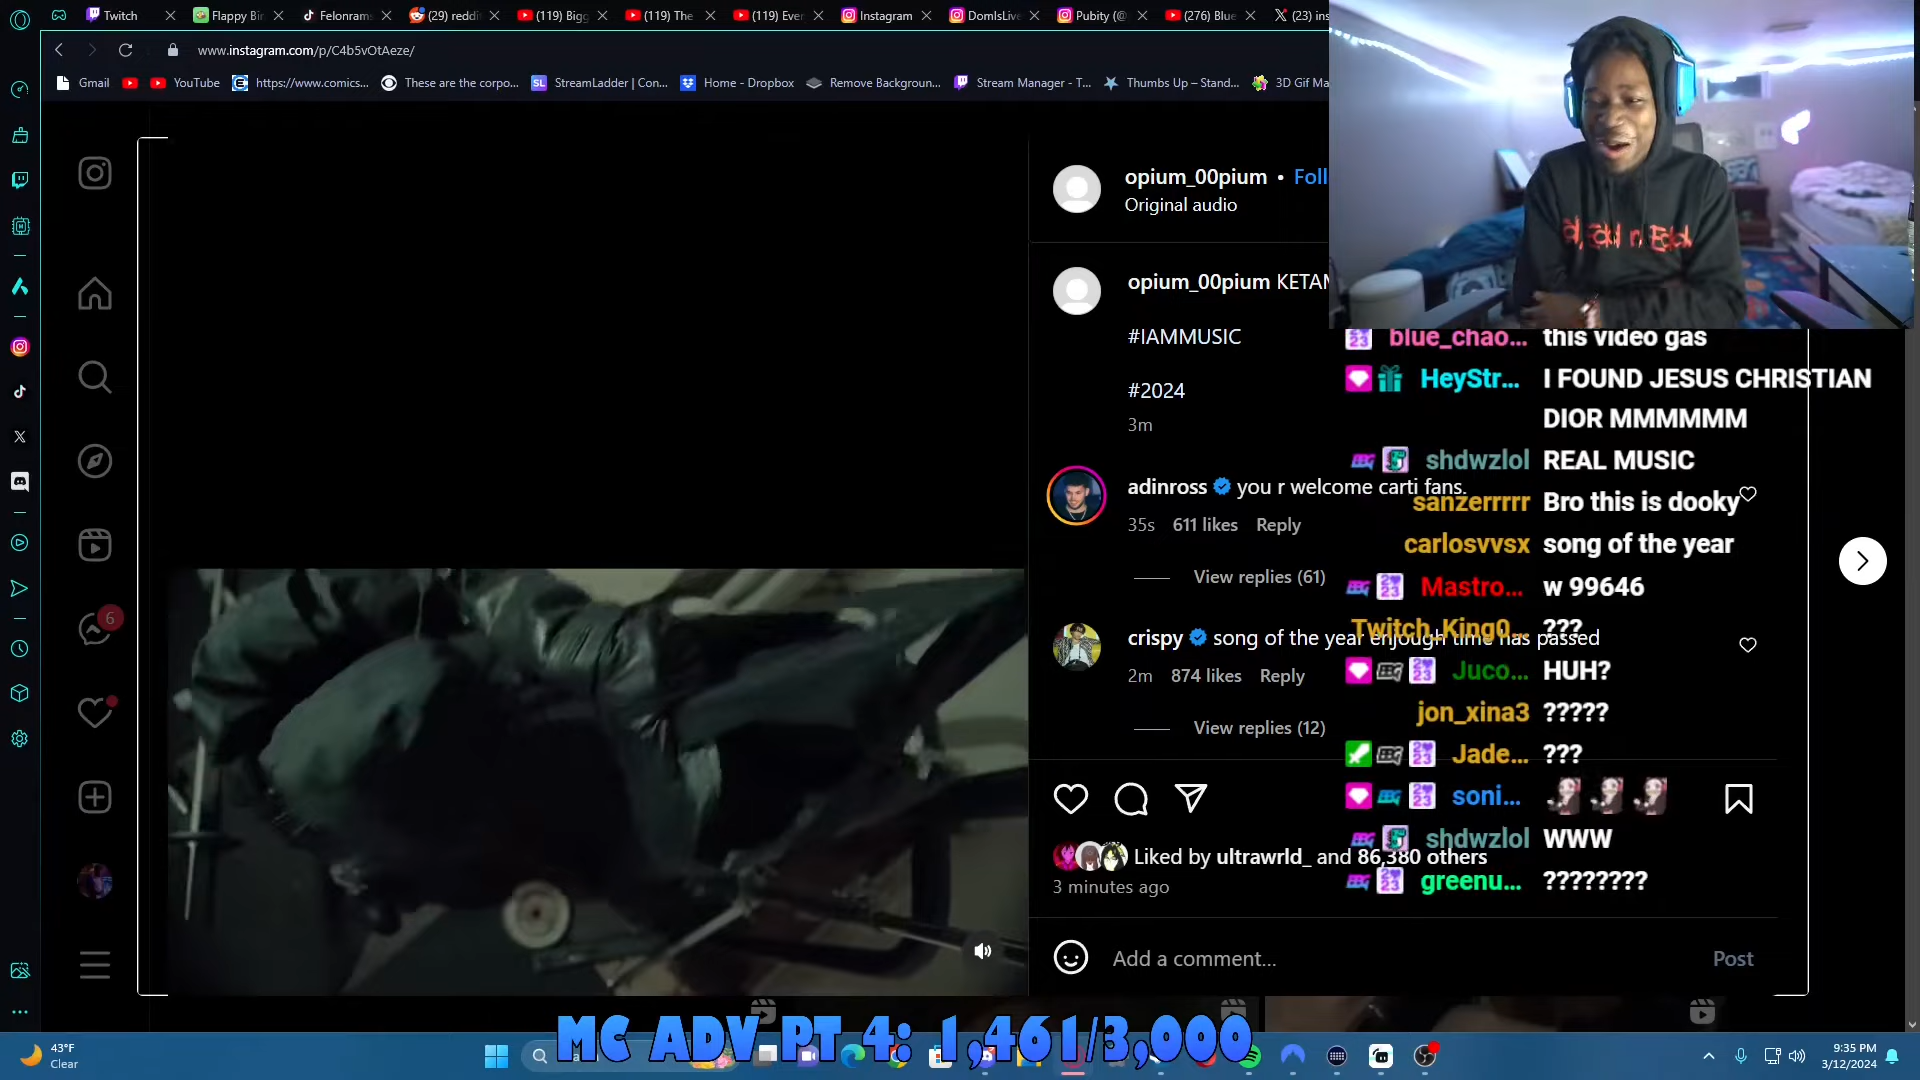 Twitch
Flappy Bir
Felonrams
(29) reddi
(119) Bigg
(119) The
(119) Ever
Instagram
DomIsLiv
Pubity (@
(276) Blue
(23) ins
www.instagram.com/p/C4b5vOtAeze/
Gmail
YouTube
https://www.comics...
These are the corpo...
StreamLadder | Con...
Home - Dropbox
Remove Backgroun...
Stream Manager - T...
Thumbs Up – Stand...
3D Gif Ma
opium_00pium • Foll
Original audio
opium_00pium KETAM
#IAMMUSIC
#2024
3m
adinross you r welcome carti fans.
35s 611 likes Reply
View replies (61)
crispy song of the year enjough time has passed
2m 874 likes Reply
View replies (12)
Liked by ultrawrld_ and 86,380 others
3 minutes ago
Add a comment...
Post
6
blue_chao... this video gas
HeyStr... I FOUND JESUS CHRISTIAN
DIOR MMMMMM
shdwzlol REAL MUSIC
sanzerrrrr Bro this is dooky
carlosvvsx song of the year
Mastro... w 99646
Twitch_King0... ???
Juco... HUH?
jon_xina3 ?????
Jade... ???
soni...
shdwzlol WWW
greenu... ????????
MC ADV PT 4: 1,461/3,000
43°F
Clear
9:35 PM
3/12/2024